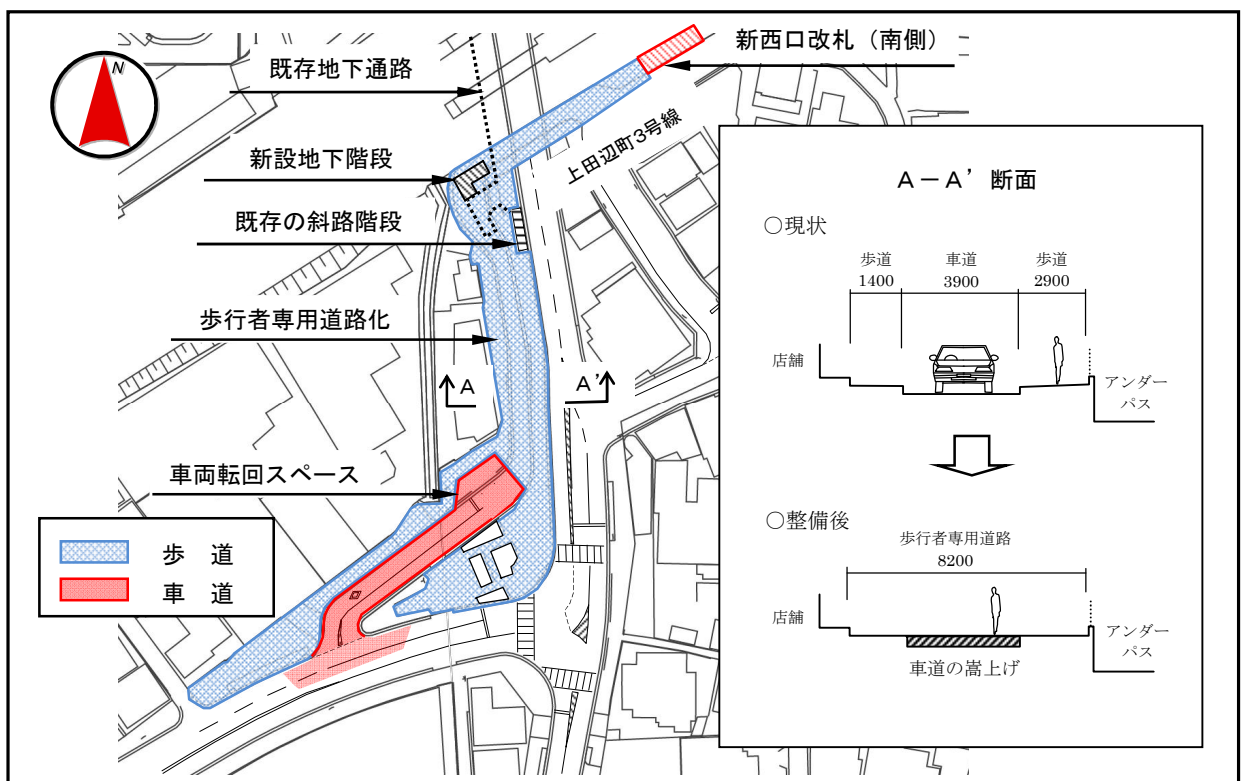 N
新西口改札（南側）
既存地下通路
上田辺町3号線
新設地下階段
既存の斜路階段
歩行者専用道路化
A
A’
車両転回スペース
歩　道
車　道
A－A’断面
○現状
歩道
1400
車道
3900
歩道
2900
店舗
アンダー
パス
○整備後
歩行者専用道路
8200
店舗
アンダー
パス
車道の嵩上げ